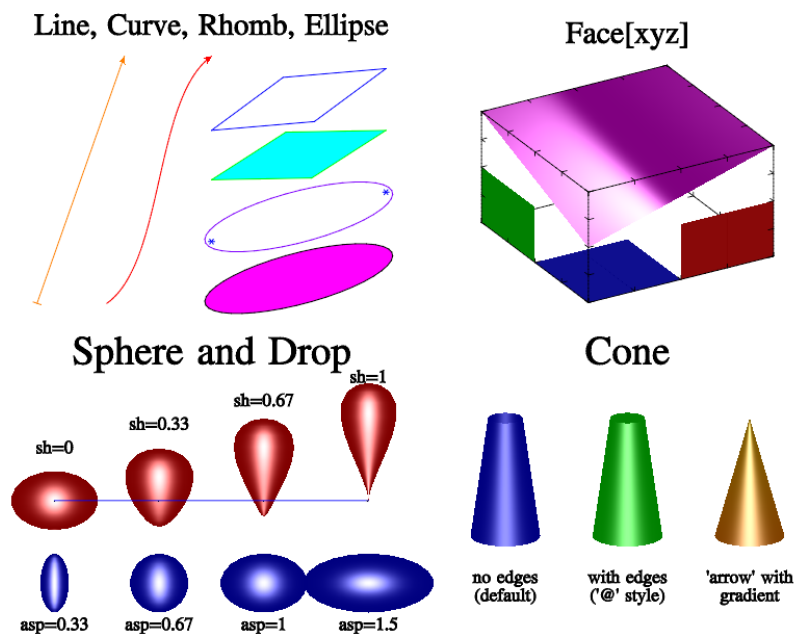 Line, Curve, Rhomb, Ellipse
Face[xyz]
Sphere and Drop
sh=0
sh=0.33
sh=0.67
sh=1
asp=0.33
asp=0.67
asp=1
asp=1.5
Cone
no edges
(default)
with edges
('@' style)
'arrow' with
gradient